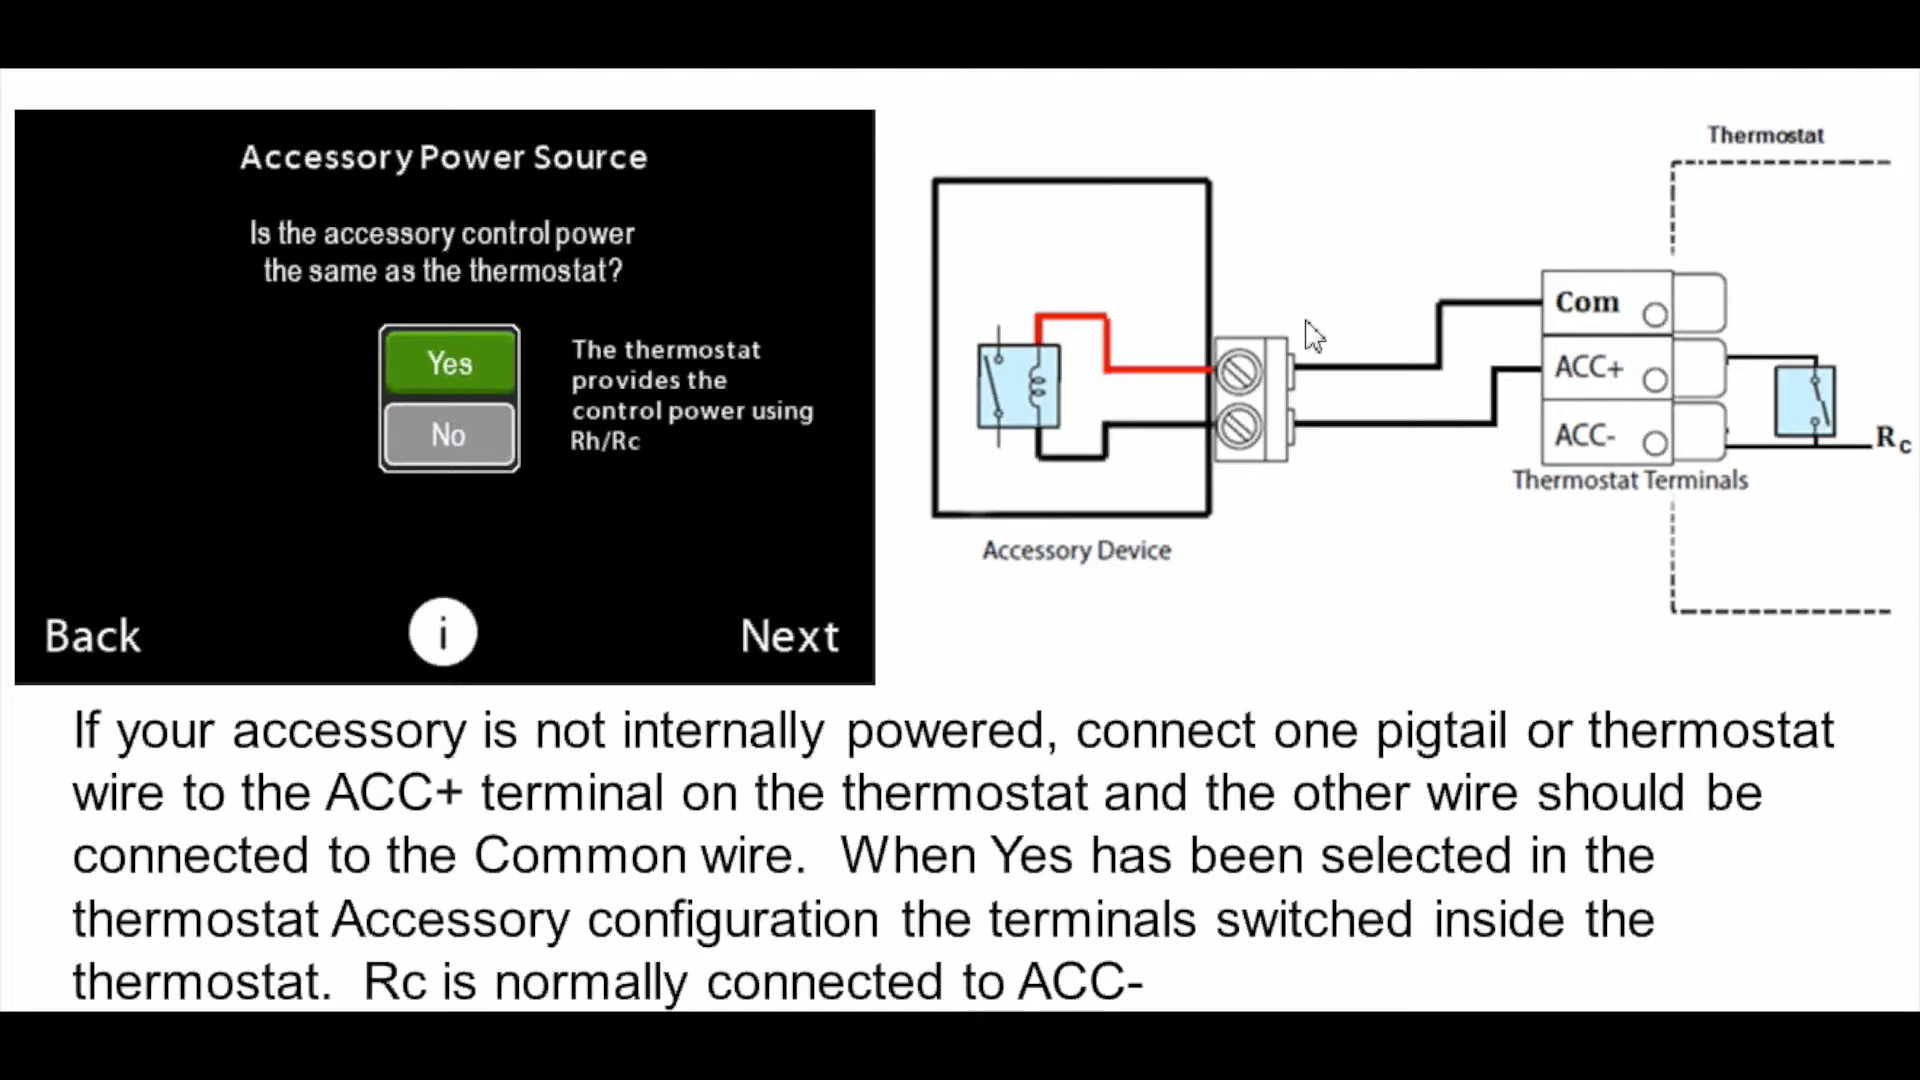 Accessory Power Source
Is the accessory control power
the same as the thermostat?
Yes
No
The thermostat
provides the
control power using
Rh/Rc
Back
i
Next
Thermostat
Com
ACC+
ACC-
Rc
Thermostat Terminals
Accessory Device
If your accessory is not internally powered, connect one pigtail or thermostat
wire to the ACC+ terminal on the thermostat and the other wire should be
connected to the Common wire. When Yes has been selected in the
thermostat Accessory configuration the terminals switched inside the
thermostat. Rc is normally connected to ACC-